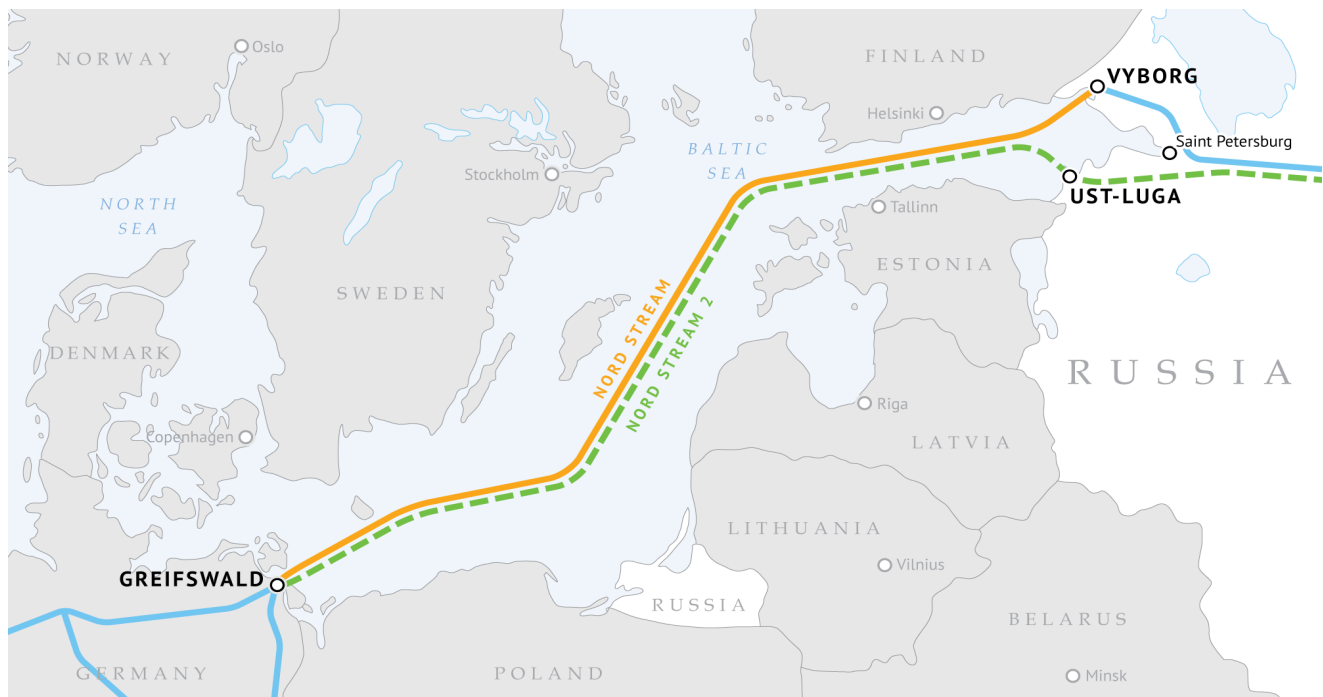 NORWAY
Oslo
FINLAND
VYBORG
Helsinki
Saint Petersburg
BALTIC
SEA
Stockholm
UST-LUGA
NORTH
SEA
Tallinn
ESTONIA
SWEDEN
NORD STREAM
NORD STREAM 2
DENMARK
RUSSIA
Riga
Copenhagen
LATVIA
LITHUANIA
Vilnius
GREIFSWALD
RUSSIA
BELARUS
GERMANY
POLAND
Minsk